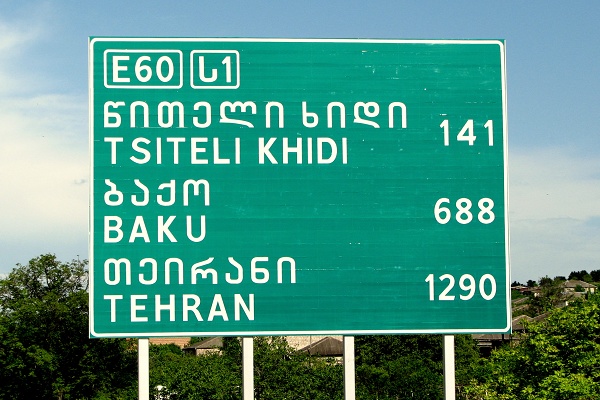 E60 ს1
წითელი ხიდი
TSITELI KHIDI 141
ბაქო
BAKU 688
თეირანი
TEHRAN 1290